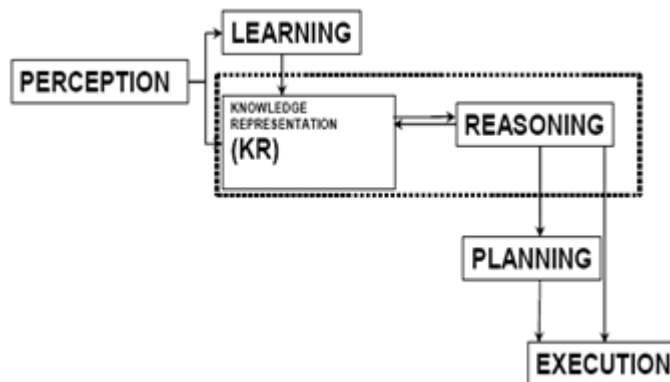 LEARNING
PERCEPTION
KNOWLEDGE
REPRESENTATION
(KR)
REASONING
PLANNING
EXECUTION